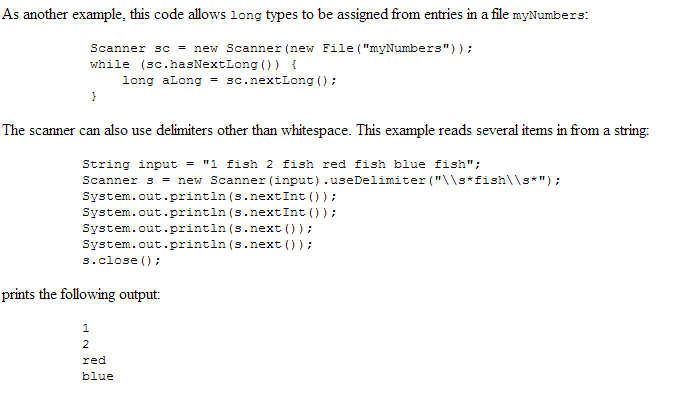 As another example, this code allows long types to be assigned from entries in a file myNumbers:
Scanner sc = new Scanner(new File("myNumbers"));
while (sc.hasNextLong()) {
long aLong = sc.nextLong();
}
The scanner can also use delimiters other than whitespace. This example reads several items in from a string:
String input = "1 fish 2 fish red fish blue fish";
Scanner s = new Scanner(input).useDelimiter("\\s*fish\\s*");
System.out.println(s.nextInt());
System.out.println(s.nextInt());
System.out.println(s.next());
System.out.println(s.next());
s.close();
prints the following output:
1
2
red
blue